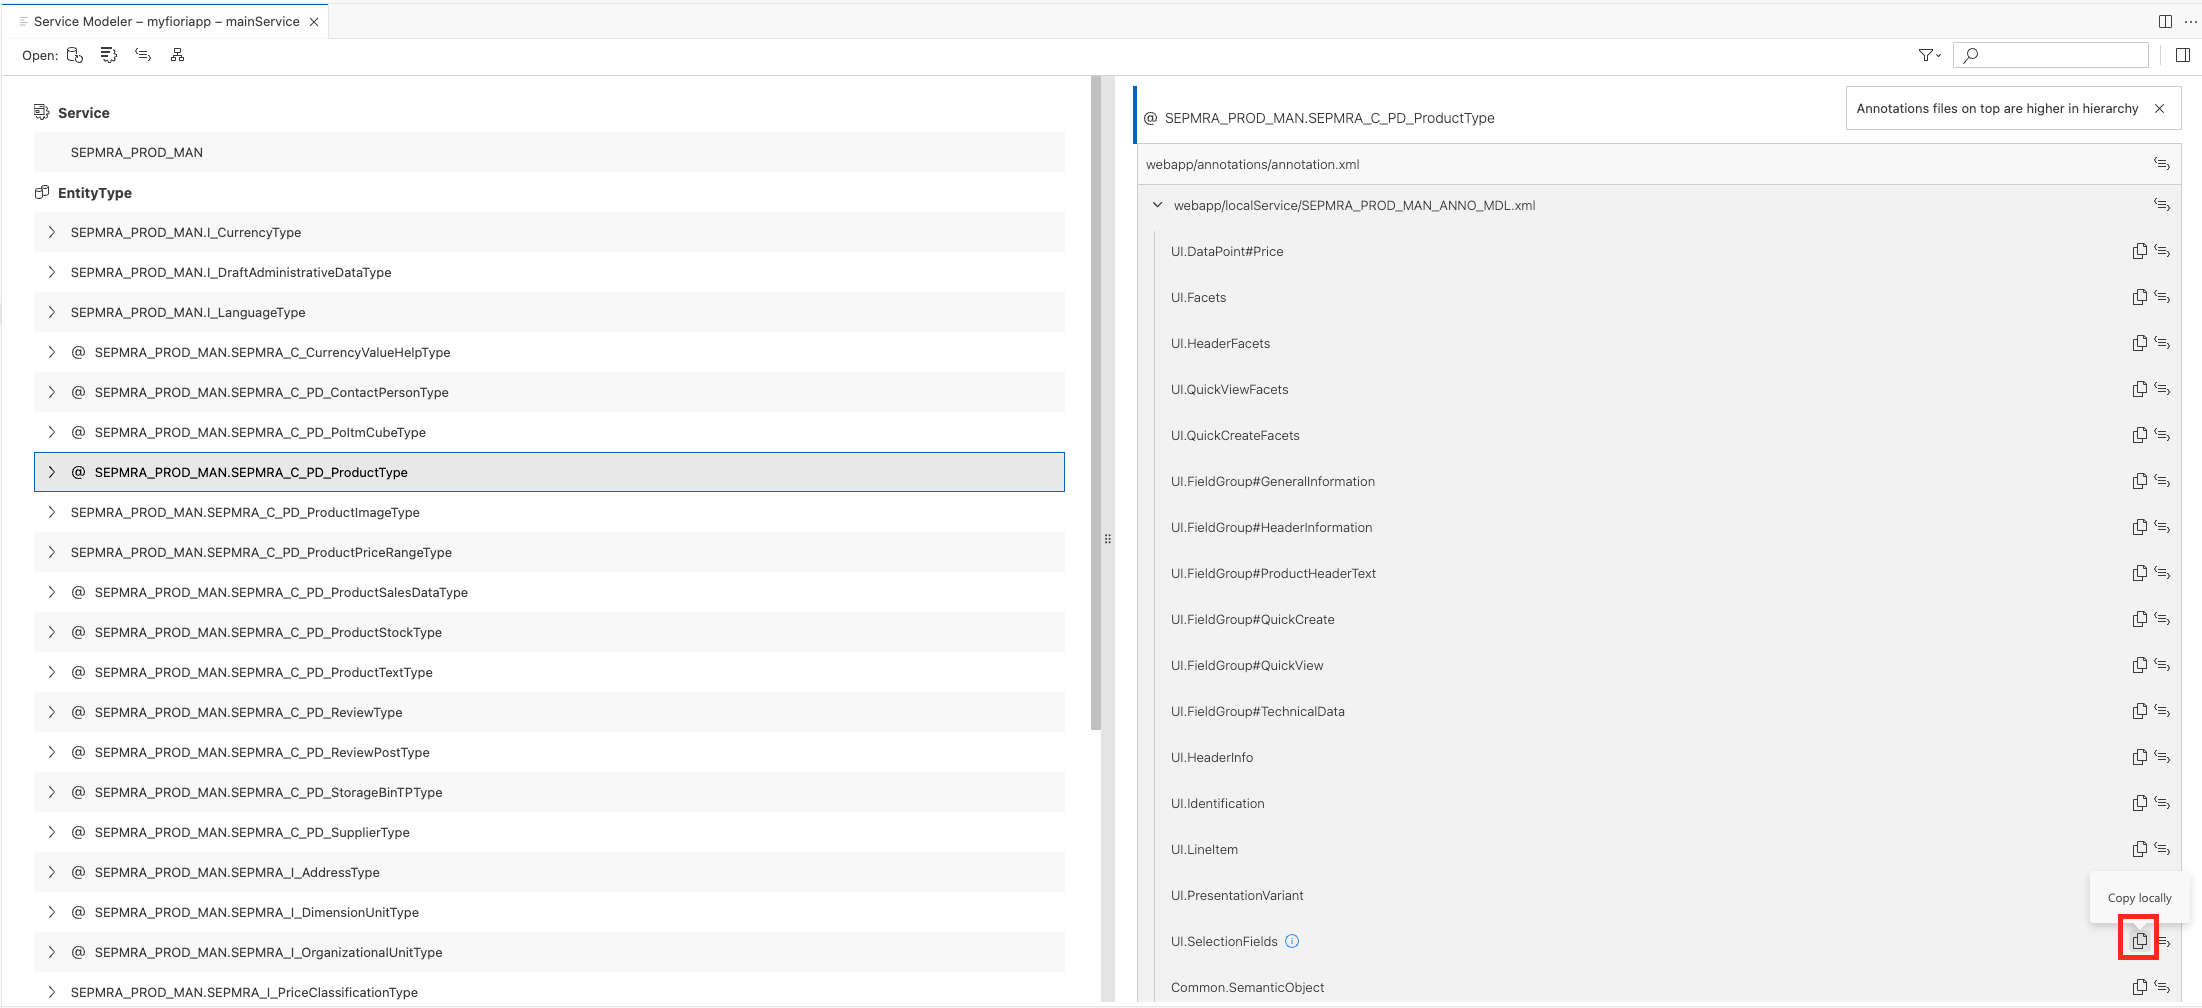 Service Modeler – myfioriapp – mainService
Open:
Service
SEPMRA_PROD_MAN
EntityType
SEPMRA_PROD_MAN.I_CurrencyType
SEPMRA_PROD_MAN.I_DraftAdministrativeDataType
SEPMRA_PROD_MAN.I_LanguageType
@ SEPMRA_PROD_MAN.SEPMRA_C_CurrencyValueHelpType
@ SEPMRA_PROD_MAN.SEPMRA_C_PD_ContactPersonType
@ SEPMRA_PROD_MAN.SEPMRA_C_PD_PoItmCubeType
@ SEPMRA_PROD_MAN.SEPMRA_C_PD_ProductType
SEPMRA_PROD_MAN.SEPMRA_C_PD_ProductImageType
SEPMRA_PROD_MAN.SEPMRA_C_PD_ProductPriceRangeType
@ SEPMRA_PROD_MAN.SEPMRA_C_PD_ProductSalesDataType
@ SEPMRA_PROD_MAN.SEPMRA_C_PD_ProductStockType
@ SEPMRA_PROD_MAN.SEPMRA_C_PD_ProductTextType
@ SEPMRA_PROD_MAN.SEPMRA_C_PD_ReviewType
@ SEPMRA_PROD_MAN.SEPMRA_C_PD_ReviewPostType
@ SEPMRA_PROD_MAN.SEPMRA_C_PD_StorageBinTPType
@ SEPMRA_PROD_MAN.SEPMRA_C_PD_SupplierType
@ SEPMRA_PROD_MAN.SEPMRA_I_AddressType
@ SEPMRA_PROD_MAN.SEPMRA_I_DimensionUnitType
@ SEPMRA_PROD_MAN.SEPMRA_I_OrganizationalUnitType
SEPMRA_PROD_MAN.SEPMRA_I_PriceClassificationType
@ SEPMRA_PROD_MAN.SEPMRA_C_PD_ProductType
Annotations files on top are higher in hierarchy
webapp/annotations/annotation.xml
webapp/localService/SEPMRA_PROD_MAN_ANNO_MDL.xml
UI.DataPoint#Price
UI.Facets
UI.HeaderFacets
UI.QuickViewFacets
UI.QuickCreateFacets
UI.FieldGroup#GeneralInformation
UI.FieldGroup#HeaderInformation
UI.FieldGroup#ProductHeaderText
UI.FieldGroup#QuickCreate
UI.FieldGroup#QuickView
UI.FieldGroup#TechnicalData
UI.HeaderInfo
UI.Identification
UI.LineItem
UI.PresentationVariant
Copy locally
UI.SelectionFields
Common.SemanticObject